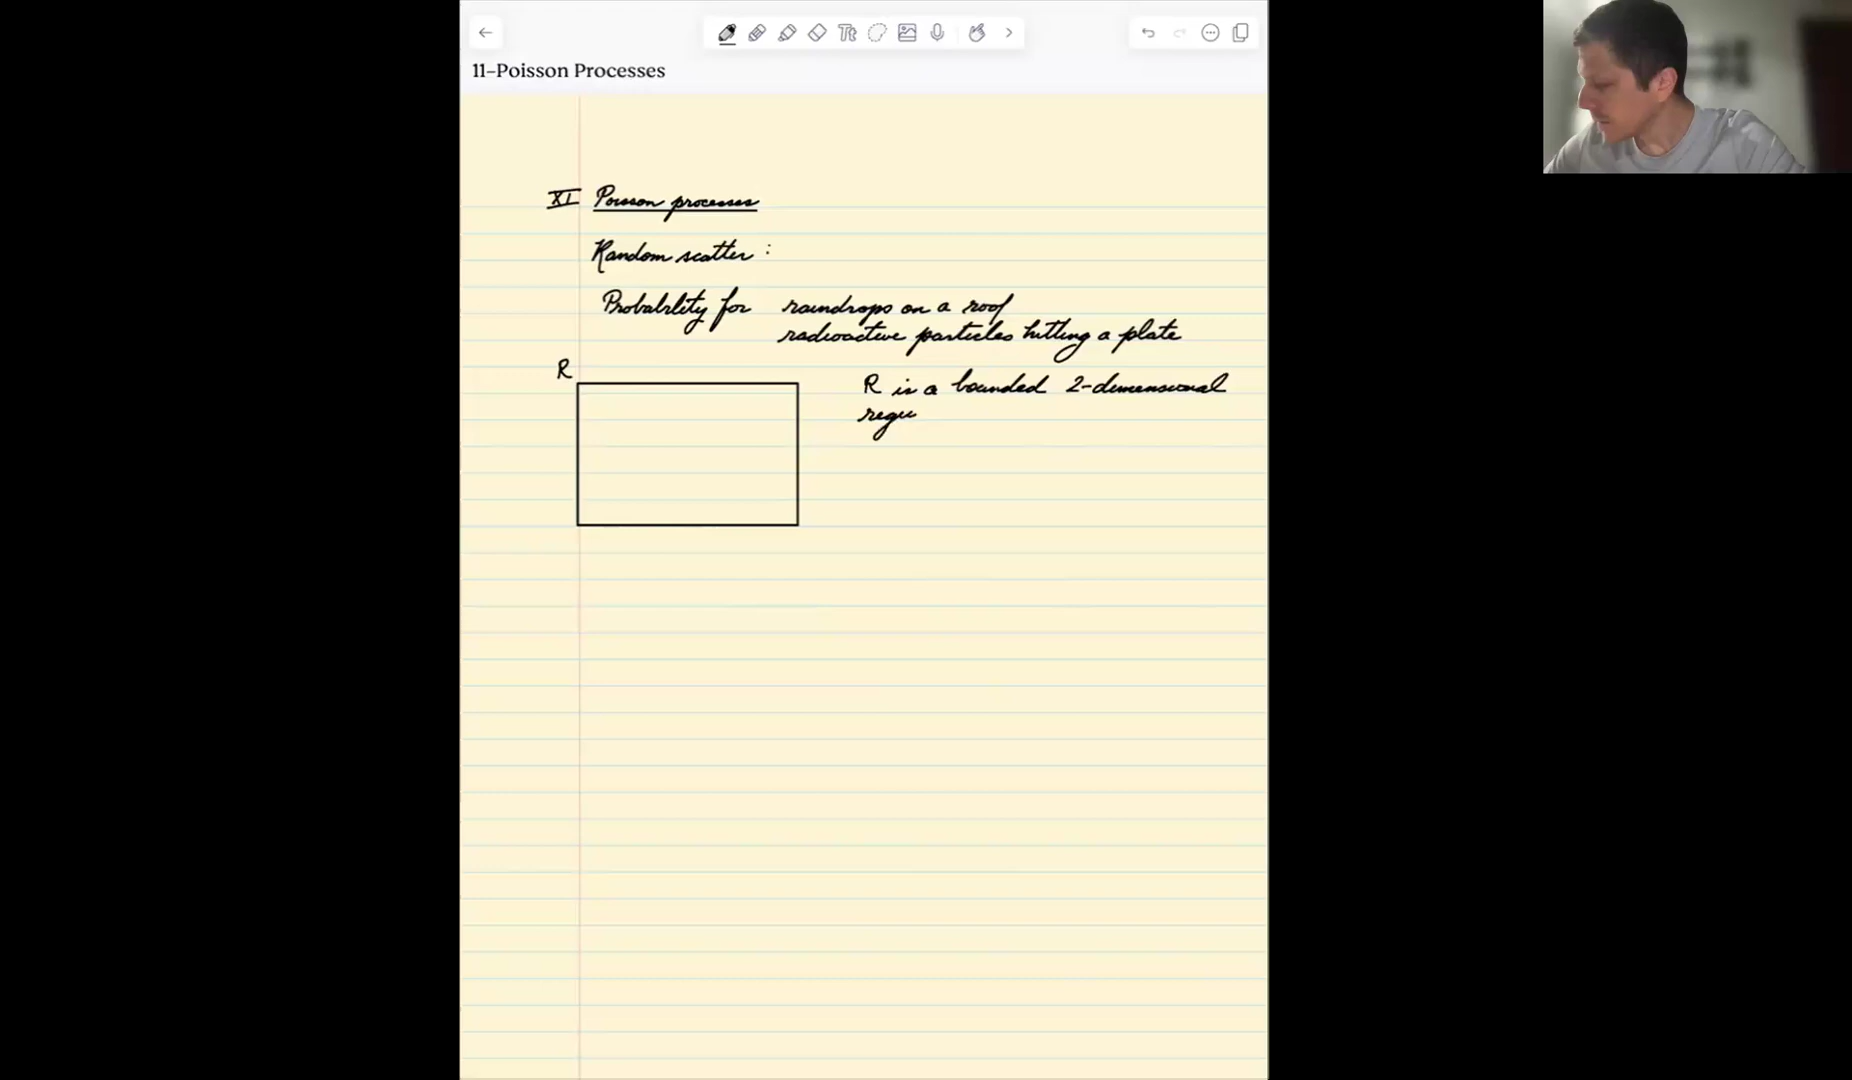 11-Poisson Processes
XI Poisson processes
Random scatter :
Probability for raindrops on a roof
radioactive particles hitting a plate
R
R is a bounded 2-dimensional
regi